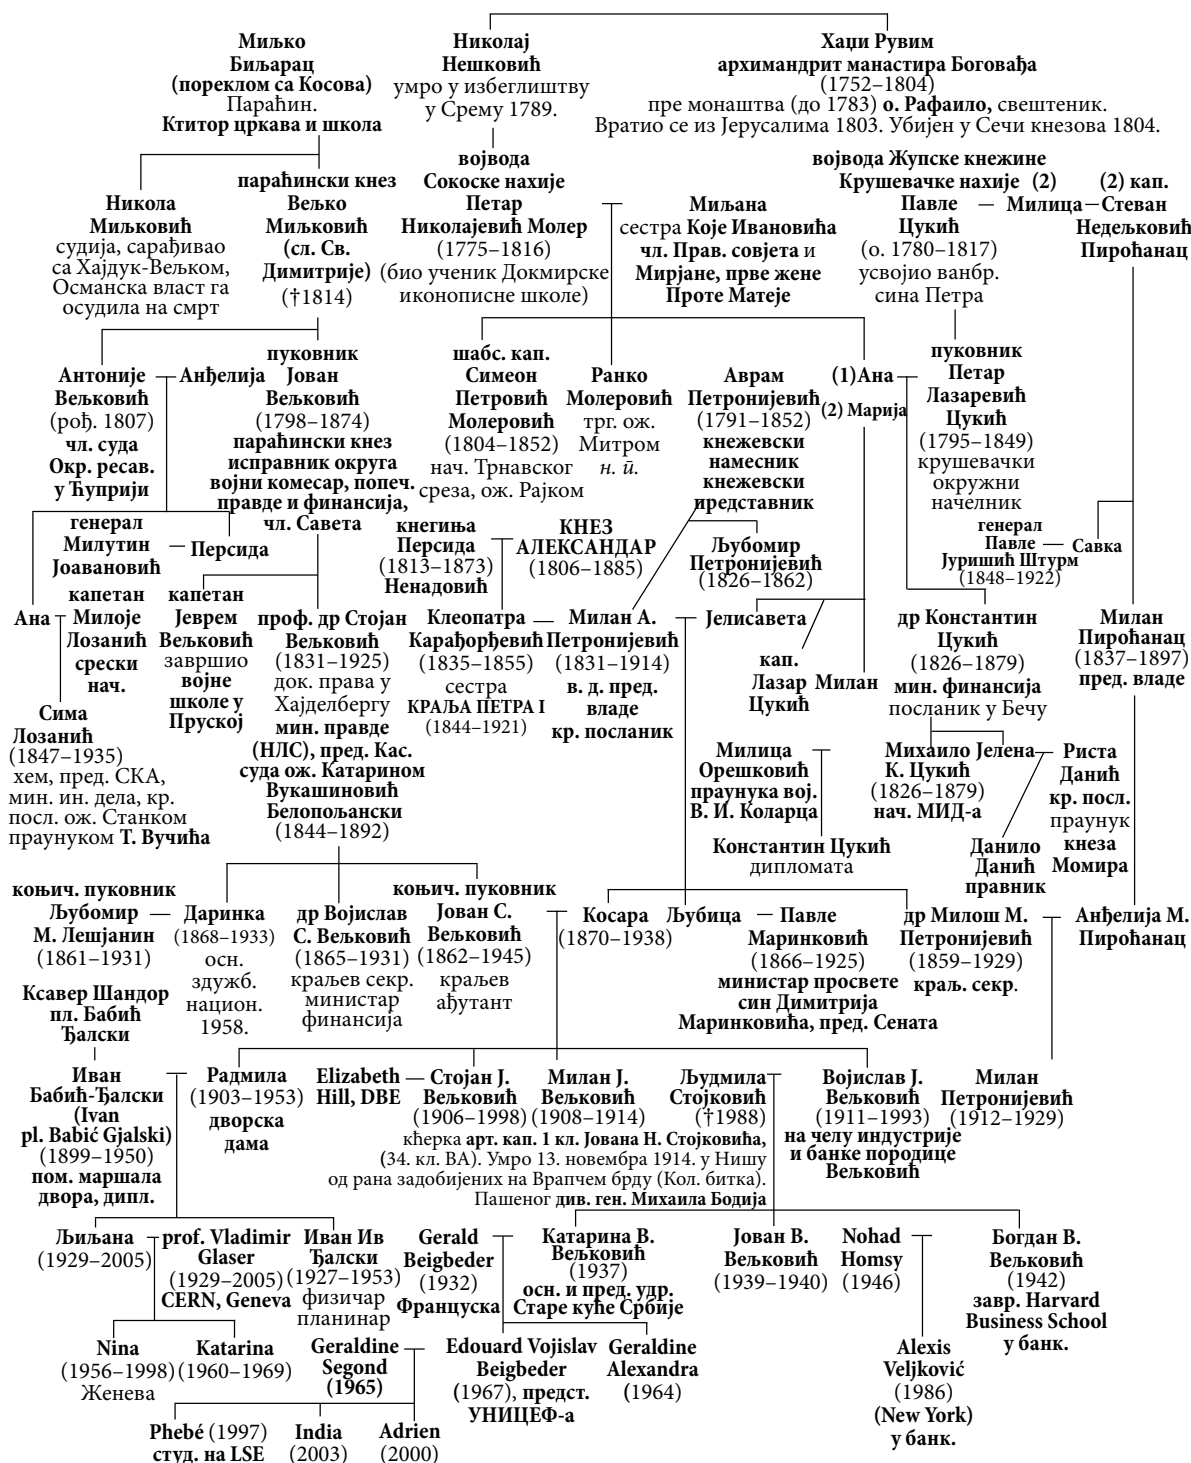 Миљко
Биљарац
(пореклом са Косова)
Параћин.
Ктитор цркава и школа
Николај
Нешковић
умро у избеглиштву
у Срему 1789.
Хаџи Рувим
архимандрит манастира Боговађа
(1752–1804)
пре монаштва (до 1783) о. Рафаило, свештеник.
Вратио се из Јерусалима 1803. Убијен у Сечи кнезова 1804.
Никола
Миљковић
судија, сарађивао
са Хајдук-Вељком,
Османска власт га
осудила на смрт
параћински кнез
Вељко
Миљковић
(сл. Св.
Димитрије)
(†1814)
војвода
Сокоске нахије
Петар
Николајевић Молер
(1775–1816)
(био ученик Докмирске
иконописне школе)
Миљана
сестра Које Ивановића
чл. Прав. совјета и
Мирјане, прве жене
Проте Матеје
војвода Жупске кнежине
Крушевачке нахије
Павле
Цукић
(о. 1780–1817)
усвојио ванбр.
сина Петра
(2)
Милица
(2) кап.
Стеван
Недељковић
Пироћанац
Антоније
Вељковић
(рођ. 1807)
чл. суда
Окр. ресав.
у Ћуприји
Анђелија
пуковник
Јован
Вељковић
(1798–1874)
параћински кнез
исправник округа
војни комесар, попеч.
правде и финансија,
чл. Савета
шабс. кап.
Симеон
Петровић
Молеровић
(1804–1852)
нач. Трнавског
среза, ож. Рајком
Ранко
Молеровић
трг. ож.
Митром
н. п̄.
Аврам
Петронијевић
(1791–1852)
кнежевски
намесник
кнежевски
иредставник
(1) Ана
(2) Марија
пуковник
Петар
Лазаревић
Цукић
(1795–1849)
крушевачки
окружни
начелник
генерал
Милутин
Јоавановић
Персида
кнегиња
Персида
(1813–1873)
Ненадовић
КНЕЗ
АЛЕКСАНДАР
(1806–1885)
Љубомир
Петронијевић
(1826–1862)
генерал
Павле
Јуришић Штурм
(1848–1922)
Савка
Ана
капетан
Милоје
Лозанић
срески
нач.
капетан
Јеврем
Вељковић
завршио
војне
школе у
Пруској
проф. др Стојан
Вељковић
(1831–1925)
док. права у
Хајделбергу
мин. правде
(НЛС), пред. Кас.
суда ож. Катарином
Вукашиновић
Белопољански
(1844–1892)
Клеопатра
Карађорђевић
(1835–1855)
сестра
КРАЉА ПЕТРА I
(1844–1921)
Милан А.
Петронијевић
(1831–1914)
в. д. пред.
владе
кр. посланик
Јелисавета
кап.
Лазар
Цукић
Милан
др Константин
Цукић
(1826–1879)
мин. финансија
посланик у Бечу
Милан
Пироћанац
(1837–1897)
пред. владе
Сима
Лозанић
(1847–1935)
хем, пред. СКА,
мин. ин. дела, кр.
посл. ож. Станком
праунуком Т. Вучића
Милица
Орешковић
праунука вој.
В. И. Коларца
Михаило
К. Цукић
(1826–1879)
нач. МИД-а
Јелена
Риста
Данић
кр. посл.
праунук
кнеза
Момира
Константин Цукић
дипломата
Данило
Данић
правник
коњич. пуковник
Љубомир
М. Лешјанин
(1861–1931)
Даринка
(1868–1933)
осн.
здужб.
национ.
1958.
др Војислав
С. Вељковић
(1865–1931)
краљев секр.
министар
финансија
коњич. пуковник
Јован С.
Вељковић
(1862–1945)
краљев
ађутант
Косара
(1870–1938)
Љубица
Павле
Маринковић
(1866–1925)
министар просвете
син Димитрија
Маринковића, пред. Сената
др Милош М.
Петронијевић
(1859–1929)
краљ. секр.
Анђелија М.
Пироћанац
Ксавер Шандор
пл. Бабић
Ђалски
Иван
Бабић-Ђалски
(Ivan
pl. Babić Gjalski)
(1899–1950)
пом. маршала
двора, дипл.
Радмила
(1903–1953)
дворска
дама
Elizabeth
Hill, DBE
Стојан Ј.
Вељковић
(1906–1998)
Милан Ј.
Вељковић
(1908–1914)
Људмила
Стојковић
(†1988)
кћерка арт. кап. 1 кл. Јована Н. Стојковића,
(34. кл. ВА). Умро 13. новембра 1914. у Нишу
од рана задобијених на Врапчем брду (Кол. битка).
Пашеног див. ген. Михаила Бодија
Војислав Ј.
Вељковић
(1911–1993)
на челу индустрије
и банке породице
Вељковић
Милан
Петронијевић
(1912–1929)
Љиљана
(1929–2005)
prof. Vladimir
Glaser
(1929–2005)
CERN, Geneva
Иван Ив
Ђалски
(1927–1953)
физичар
планинар
Gerald
Beigbeder
(1932)
Француска
Катарина В.
Вељковић
(1937)
осн. и пред. удр.
Старе куће Србије
Јован В.
Вељковић
(1939–1940)
Nohad
Homsy
(1946)
Богдан В.
Вељковић
(1942)
завр. Harvard
Business School
у банк.
Nina
(1956–1998)
Женева
Katarina
(1960–1969)
Geraldine
Segond
(1965)
Edouard Vojislav
Beigbeder
(1967), предст.
УНИЦЕФ-а
Geraldine
Alexandra
(1964)
Alexis
Veljković
(1986)
(New York)
у банк.
Phebé (1997)
студ. на LSE
India
(2003)
Adrien
(2000)